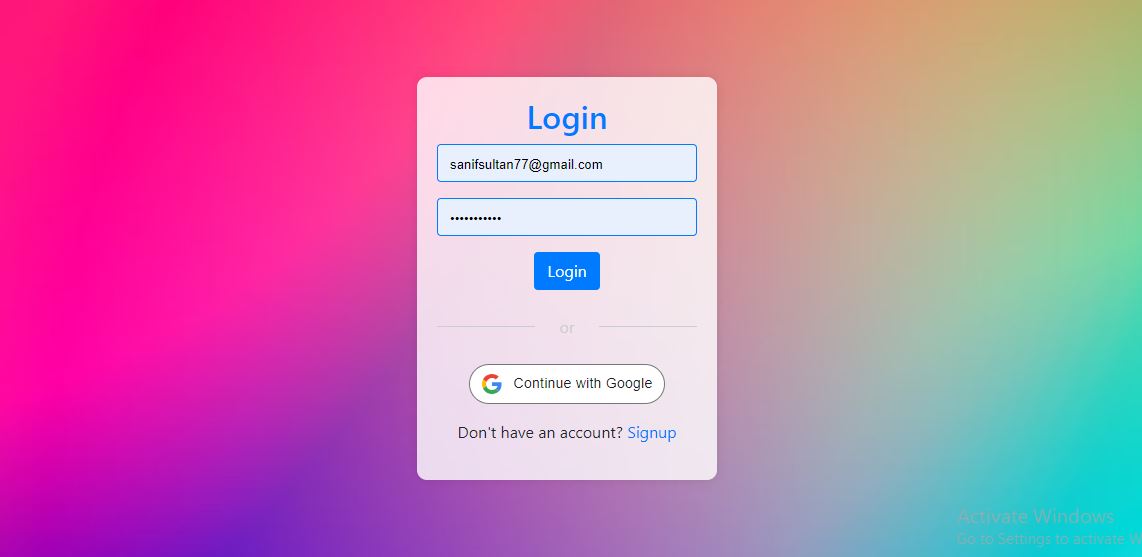 Login
sanifsultan77@gmail.com
•••••••••••
Login
or
Continue with Google
Don't have an account? Signup
Activate Windows
Go to Settings to activate W